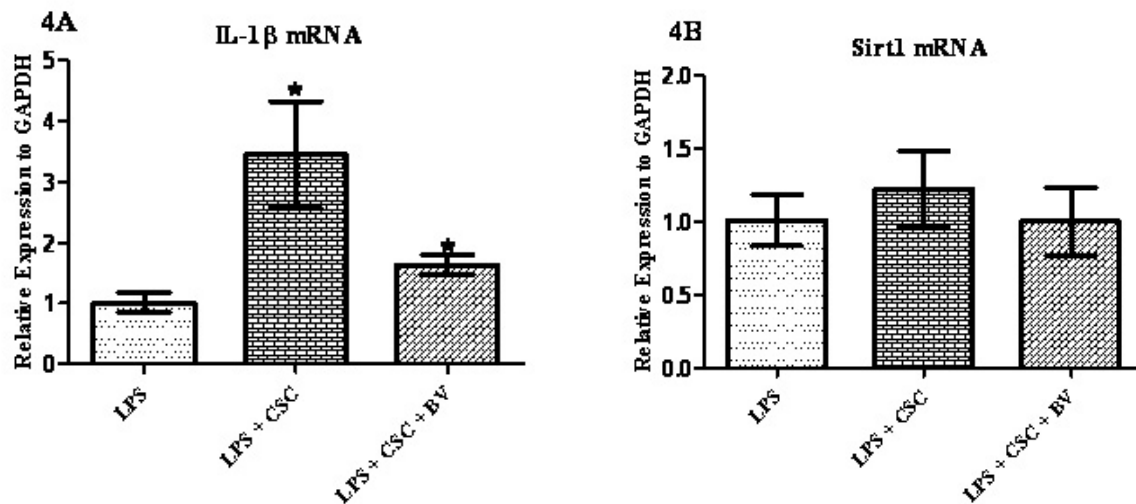 4A
IL-1β mRNA
Relative Expression to GAPDH
5
4
3
2
1
0
*
*
LPS
LPS + CSC
LPS + CSC + BV
4B
Sirt1 mRNA
Relative Expression to GAPDH
2.0
1.5
1.0
0.5
0.0
LPS
LPS + CSC
LPS + CSC + BV